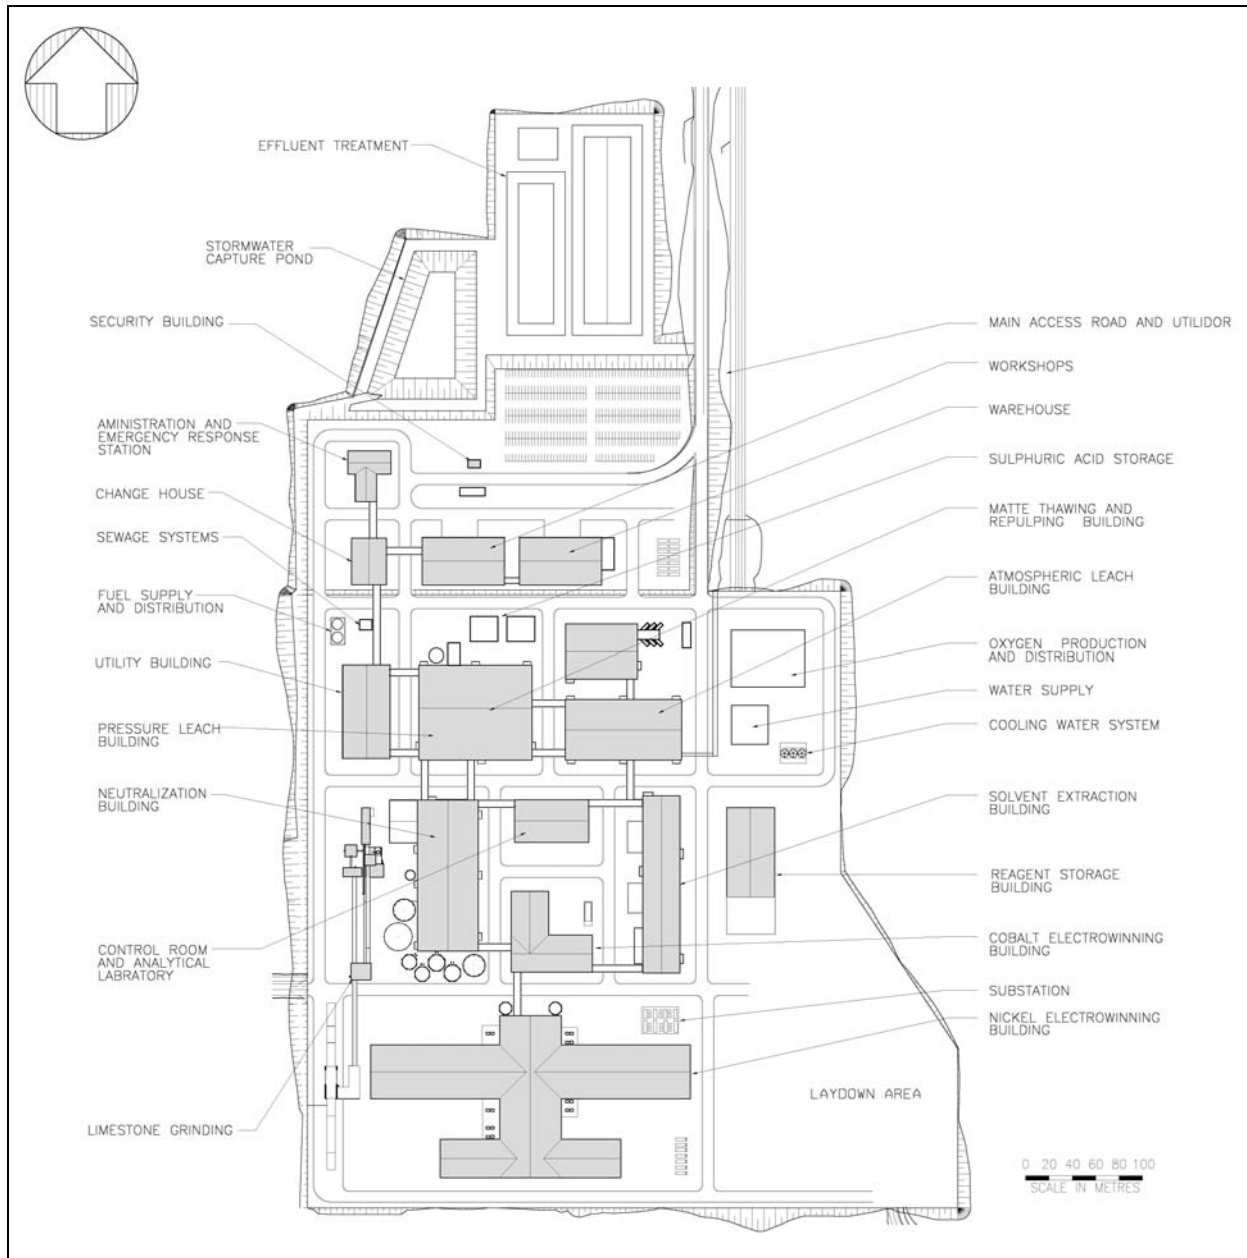 EFFLUENT TREATMENT
STORMWATER
CAPTURE POND
SECURITY BUILDING
AMINISTRATION AND
EMERGENCY RESPONSE
STATION
CHANGE HOUSE
SEWAGE SYSTEMS
FUEL SUPPLY
AND DISTRIBUTION
UTILITY BUILDING
PRESSURE LEACH
BUILDING
NEUTRALIZATION
BUILDING
CONTROL ROOM
AND ANALYTICAL
LABRATORY
LIMESTONE GRINDING
MAIN ACCESS ROAD AND UTILIDOR
WORKSHOPS
WAREHOUSE
SULPHURIC ACID STORAGE
MATTE THAWING AND
REPULPING BUILDING
ATMOSPHERIC LEACH
BUILDING
OXYGEN PRODUCTION
AND DISTRIBUTION
WATER SUPPLY
COOLING WATER SYSTEM
SOLVENT EXTRACTION
BUILDING
REAGENT STORAGE
BUILDING
COBALT ELECTROWINNING
BUILDING
SUBSTATION
NICKEL ELECTROWINNING
BUILDING
LAYDOWN AREA
0 20 40 60 80 100
SCALE IN METRES